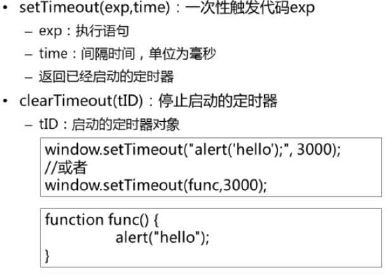 • setTimeout(exp,time)：一次性触发代码exp
– exp：执行语句
– time：间隔时间，单位为毫秒
– 返回已经启动的定时器
• clearTimeout(tID)：停止启动的定时器
– tID：启动的定时器对象
window.setTimeout("alert('hello');", 3000);
//或者
window.setTimeout(func,3000);
function func() {
alert("hello");
}